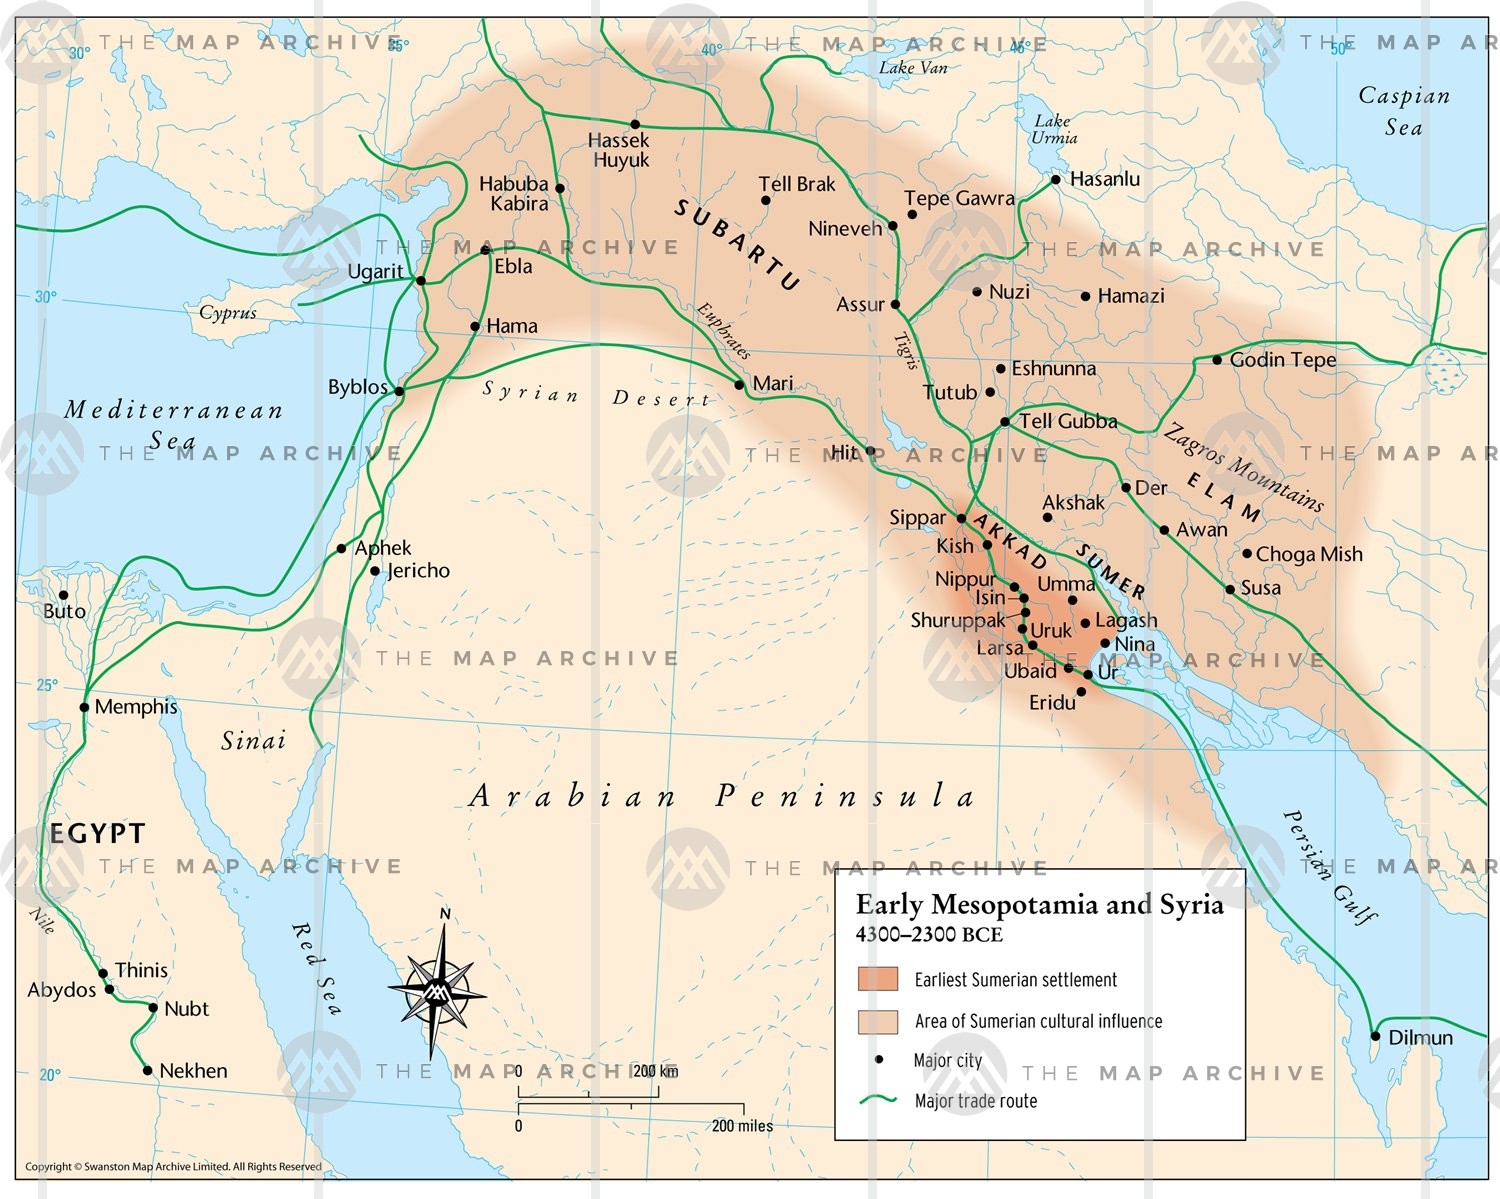 30°
35°
40°
45°
50°
THE MAP ARCHIVE
THE MAP ARCHIVE
THE MAP AR
Lake Van
Caspian
Sea
Lake
Urmia
Hassek
Huyuk
Habuba
Kabira
Tell Brak
Tepe Gawra
Hasanlu
SUBARTU
Nineveh
THE MAP ARCHIVE
THE MAP ARCHIVE
Ugarit
Ebla
30°
Cyprus
Hama
Euphrates
Assur
Nuzi
Hamazi
Tigris
Godin Tepe
Byblos
Syrian Desert
Mari
Eshnunna
Tutub
Mediterranean
Sea
Tell Gubba
THE MAP ARCHIVE
THE MAP ARCHIVE
THE MAP AR
Hit
Zagros Mountains
ELAM
Der
Akshak
Sippar
AKKAD
Awan
Kish
SUMER
Choga Mish
Aphek
Jericho
Nippur
Umma
Susa
Isin
Buto
Shuruppak
Uruk
Lagash
Larsa
Nina
THE MAP ARCHIVE
THE MAP ARCHIVE
Ubaid
Ur
25°
Eridu
Memphis
Sinai
Arabian Peninsula
EGYPT
Persian Gulf
THE MAP ARCHIVE
THE MAP ARCHIVE
THE MAP AR
Nile
Red Sea
N
Thinis
Abydos
Nubt
Nekhen
20°
Early Mesopotamia and Syria
4300–2300 BCE
Earliest Sumerian settlement
Area of Sumerian cultural influence
Major city
Major trade route
Dilmun
THE MAP ARCHIVE
THE MAP ARCHIVE
0 200 km
0 200 miles
Copyright © Swanston Map Archive Limited. All Rights Reserved